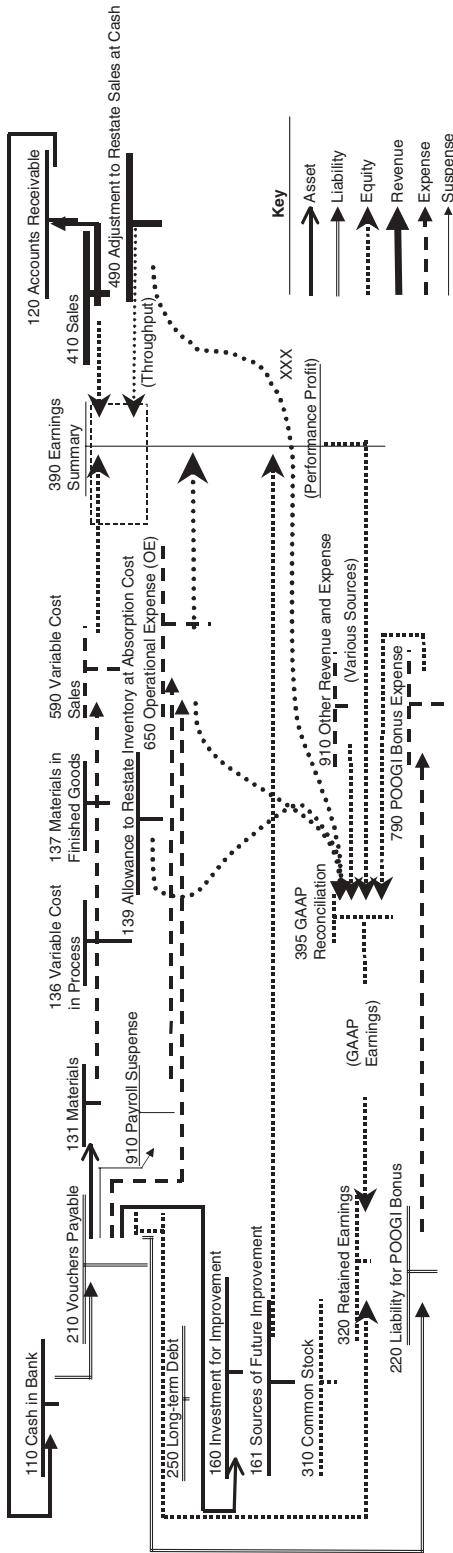 110 Cash in Bank
210 Vouchers Payable
131 Materials
136 Variable Cost
in Process
137 Materials in
Finished Goods
590 Variable Cost
Sales
390 Earnings
Summary
410 Sales
120 Accounts Receivable
490 Adjustment to Restate Sales at Cash
(Throughput)
910 Payroll Suspense
139 Allowance to Restate Inventory at Absorption Cost
650 Operational Expense (OE)
250 Long-term Debt
160 Investment for Improvement
161 Sources of Future Improvement
310 Common Stock
320 Retained Earnings
220 Liability for POOGI Bonus
(GAAP
Earnings)
395 GAAP
Reconciliation
910 Other Revenue and Expense
(Various Sources)
790 POOGI Bonus Expense
(Performance Profit)
XXX
Key
Asset
Liability
Equity
Revenue
Expense
Suspense